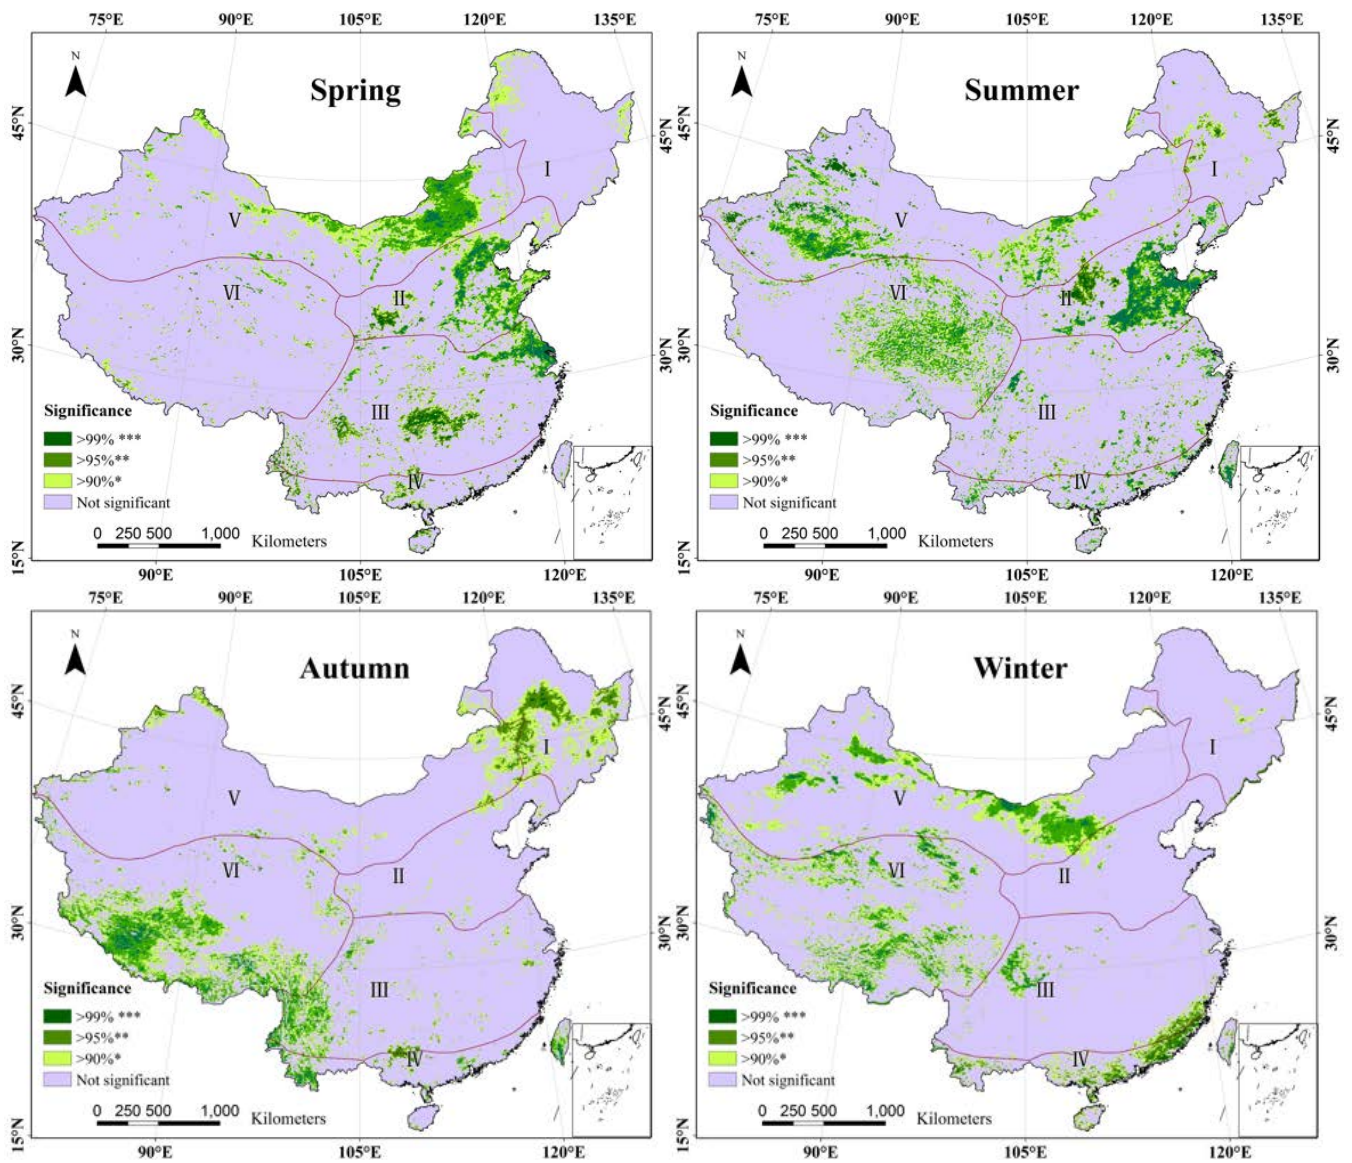 75°E 90°E 105°E 120°E 135°E 75°E 90°E 105°E 120°E 135°E
N Spring N Summer
45°N 45°N 45°N 45°N
I I
V V
VI II VI II
30°N 30°N 30°N 30°N
III III
Significance Significance
>99% *** >99% ***
>95%** >95%**
>90%* IV >90%* IV
Not significant Not significant
0 250 500 1,000 Kilometers 0 250 500 1,000 Kilometers
15°N 15°N
90°E 105°E 120°E 90°E 105°E 120°E
75°E 90°E 105°E 120°E 135°E 75°E 90°E 105°E 120°E 135°E
N Autumn N Winter
45°N 45°N 45°N 45°N
I I
V V
VI II VI II
30°N 30°N 30°N 30°N
III III
Significance Significance
>99% *** >99% ***
>95%** >95%**
>90%* IV >90%* IV
Not significant Not significant
0 250 500 1,000 Kilometers 0 250 500 1,000 Kilometers
15°N 15°N
90°E 105°E 120°E 90°E 105°E 120°E